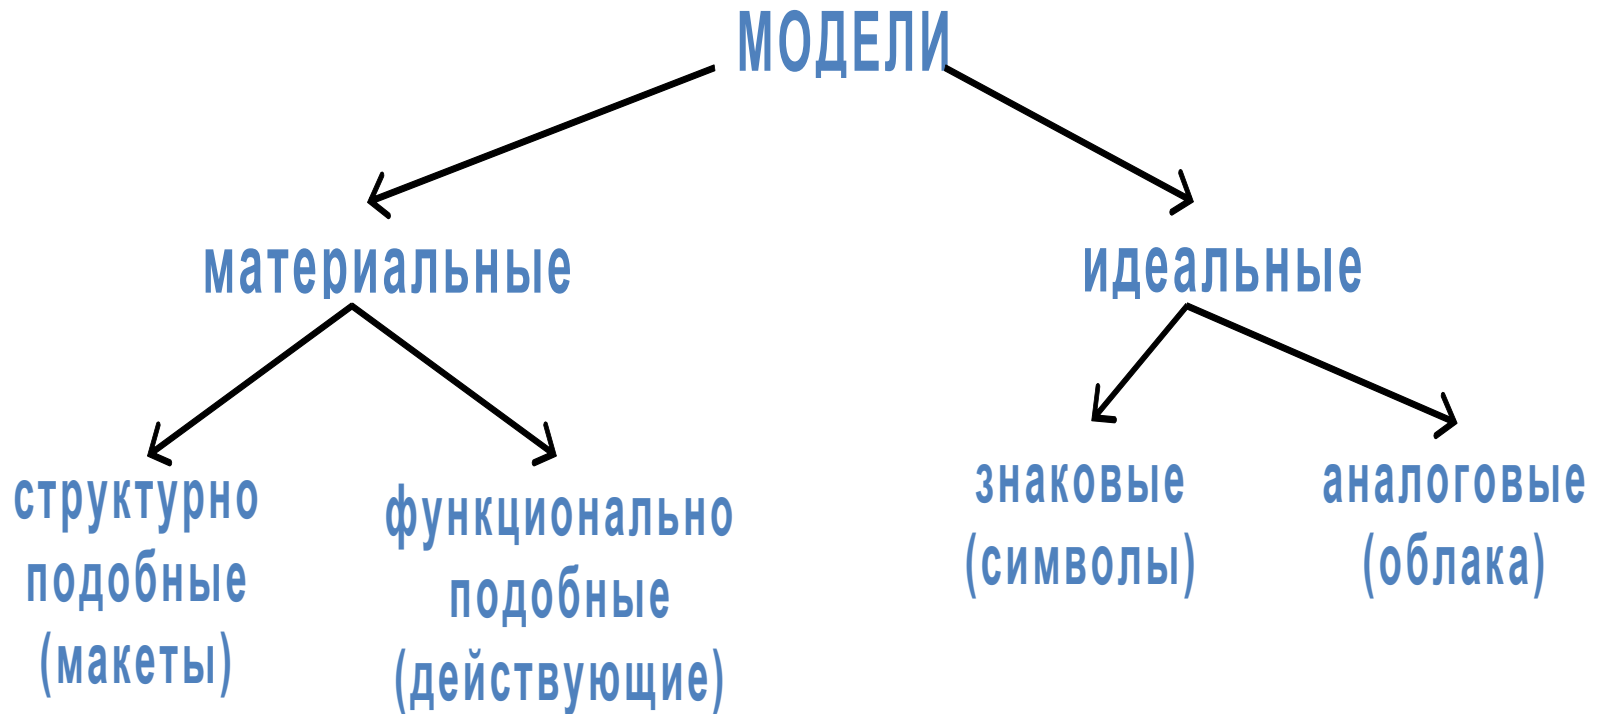 МОДЕЛИ
материальные
идеальные
структурно
подобные
(макеты)
функционально
подобные
(действующие)
знаковые
(символы)
аналоговые
(облака)